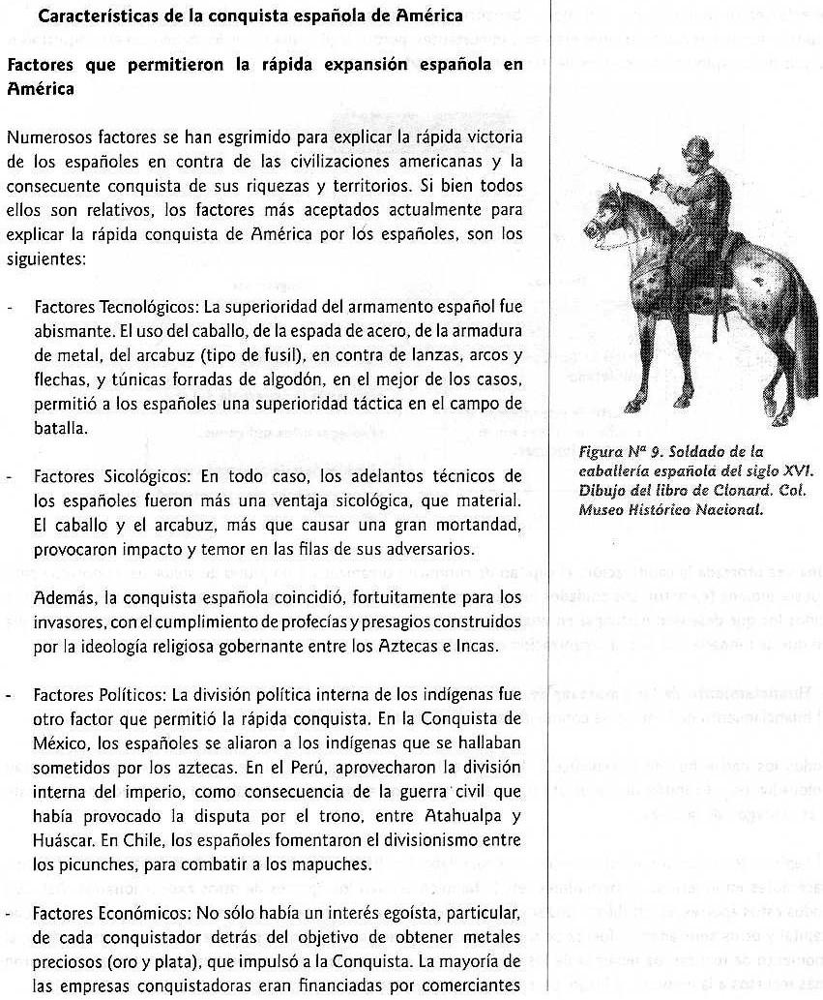 Características de la conquista española de América
Factores que permitieron la rápida expansión española en
América
Numerosos factores se han esgrimido para explicar la rápida victoria
de los españoles en contra de las civilizaciones americanas y la
consecuente conquista de sus riquezas y territorios. Si bien todos
ellos son relativos, los factores más aceptados actualmente para
explicar la rápida conquista de América por lós españoles, son los
siguientes:
- Factores Tecnológicos: La superioridad del armamento español fue
abismante. El uso del caballo, de la espada de acero, de la armadura
de metal, del arcabuz (tipo de fusil), en contra de lanzas, arcos y
flechas, y túnicas forradas de algodón, en el mejor de los casos,
permitió a los españoles una superioridad táctica en el campo de
batalla.
- Factores Sicológicos: En todo caso, los adelantos técnicos de
los españoles fueron más una ventaja sicológica, que material.
El caballo y el arcabuz, más que causar una gran mortandad,
provocaron impacto y temor en las filas de sus adversarios.
Además, la conquista española coincidió, fortuitamente para los
invasores, con el cumplimiento de profecías y presagios construidos
por la ideología religiosa gobernante entre los Aztecas e Incas.
- Factores Políticos: La división política interna de los indígenas fue
otro factor que permitió la rápida conquista. En la Conquista de
México, los españoles se aliaron a los indígenas que se hallaban
sometidos por los aztecas. En el Perú, aprovecharon la división
interna del imperio, como consecuencia de la guerra civil que
había provocado la disputa por el trono, entre Atahualpa y
Huáscar. En Chile, los españoles fomentaron el divisionismo entre
los picunches, para combatir a los mapuches.
- Factores Económicos: No sólo había un interés egoísta, particular,
de cada conquistador detrás del objetivo de obtener metales
preciosos (oro y plata), que impulsó a la Conquista. La mayoría de
las empresas conquistadoras eran financiadas por comerciantes
Figura Nª 9. Soldado de la
caballería española del siglo XVI.
Dibujo del libro de Clonard. Col.
Museo Histórico Nacional.